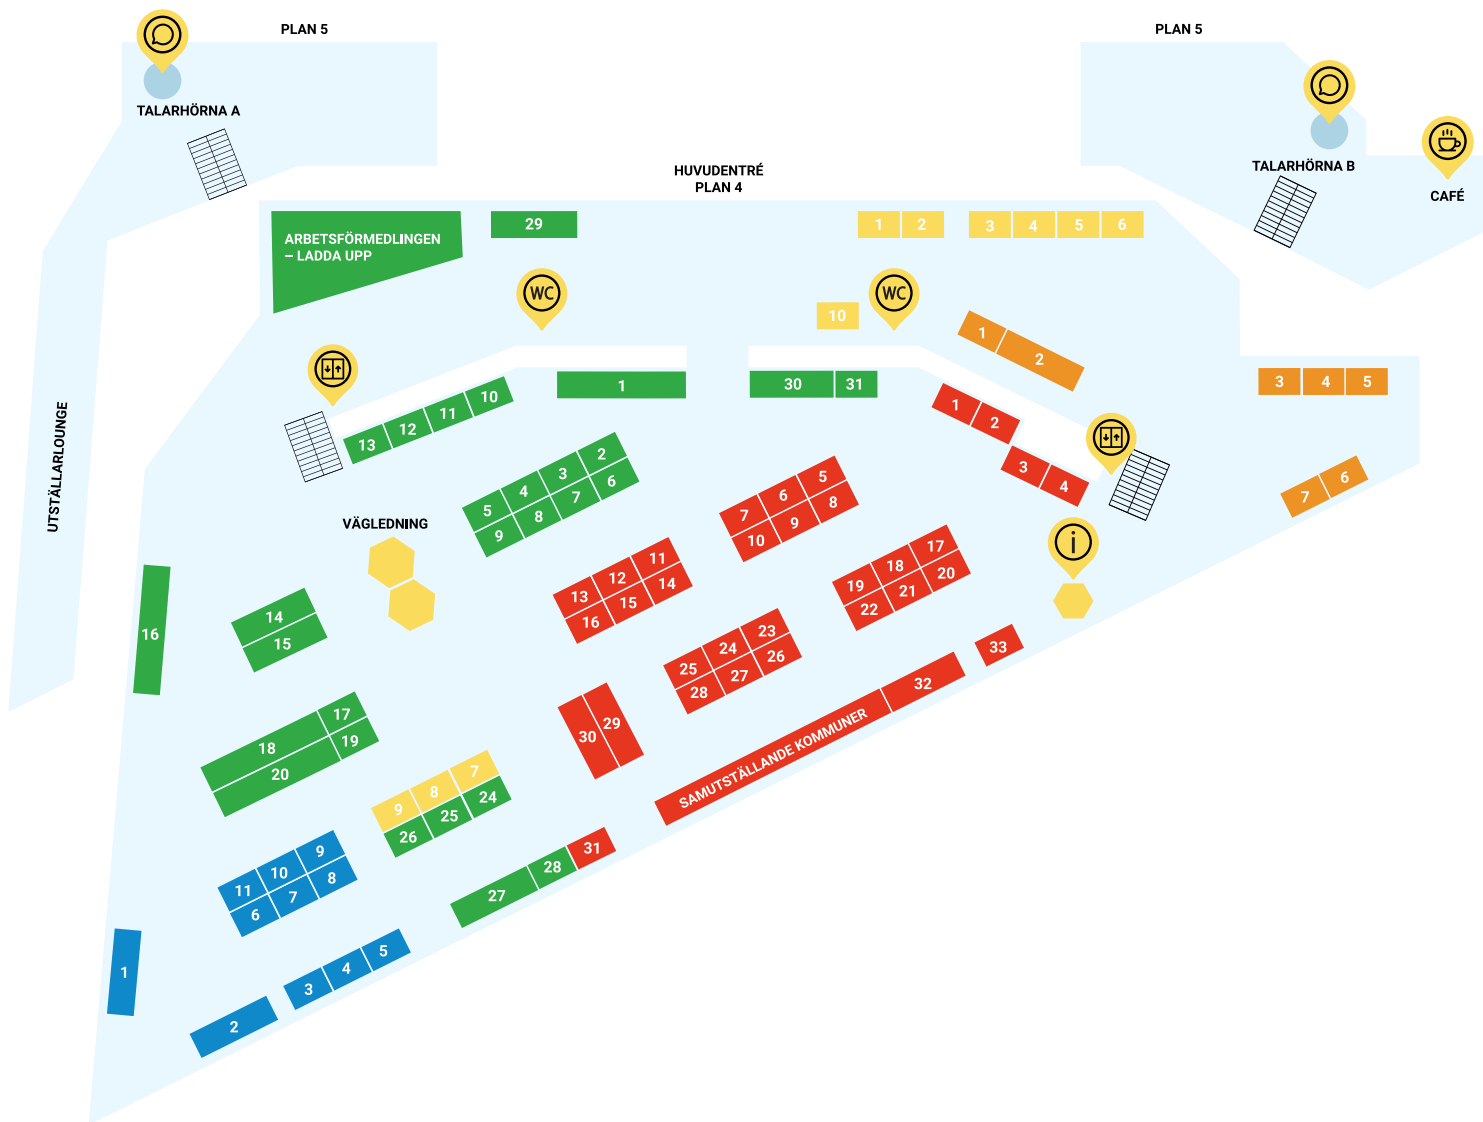 PLAN 5
PLAN 5
TALARHÖRNA A
TALARHÖRNA B
CAFÉ
HUVUDENTRÉ
PLAN 4
ARBETSFÖRMEDLINGEN
– LADDA UPP
29
1 2 3 4 5 6
WC
WC
10
1 2
3 4 5
1
30 31
13 12 11 10
1 2
3 4
7 6
UTSTÄLLARLOUNGE
VÄGLEDNING
5 4 3 2
9 8 7 6
7 6 5
10 9 8
i
13 12 11
16 15 14
19 18 17
22 21 20
16
14
15
25 24 23
28 27 26
33
32
SAMUTSTÄLLANDE KOMMUNER
30 29
18 17
20 19
9 8 7
26 25 24
27 28 31
11 10 9
6 7 8
1
2
3 4 5